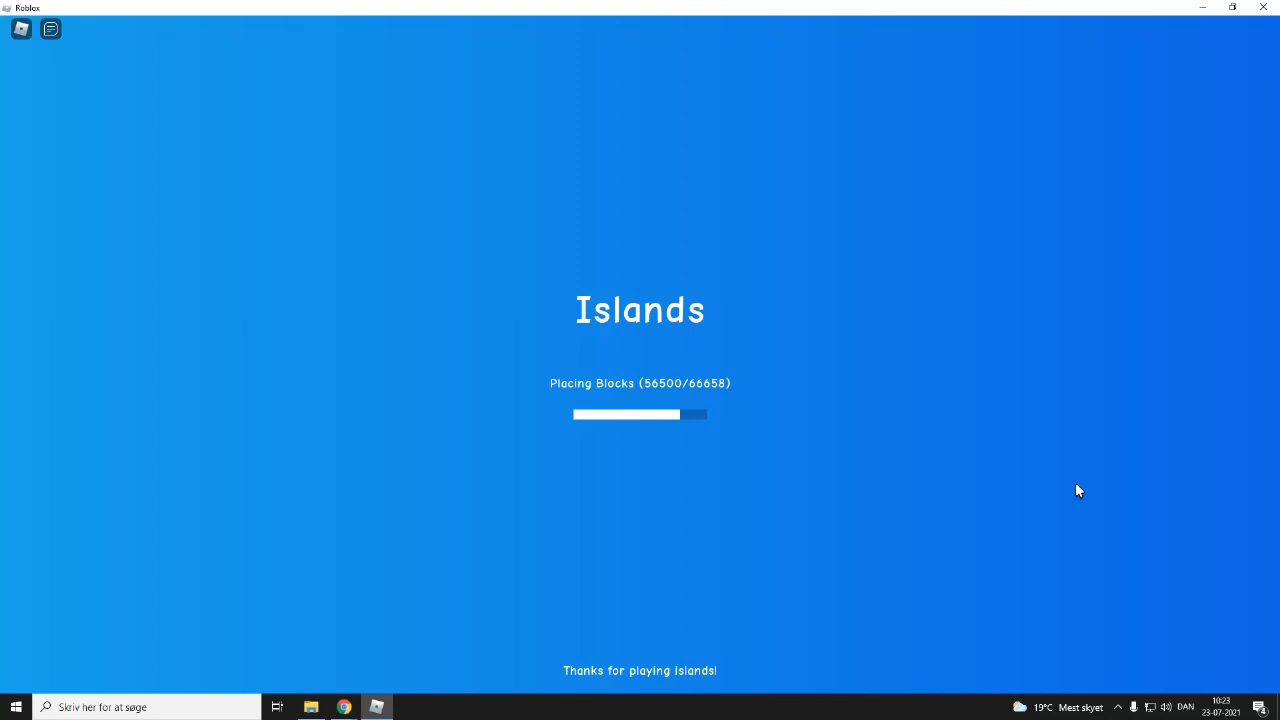 Roblox
Islands
Placing Blocks (56500/66658)
Thanks for playing Islands!
Skriv her for at søge
19°C Mest skyet
DAN
10:23
23-07-2021
4